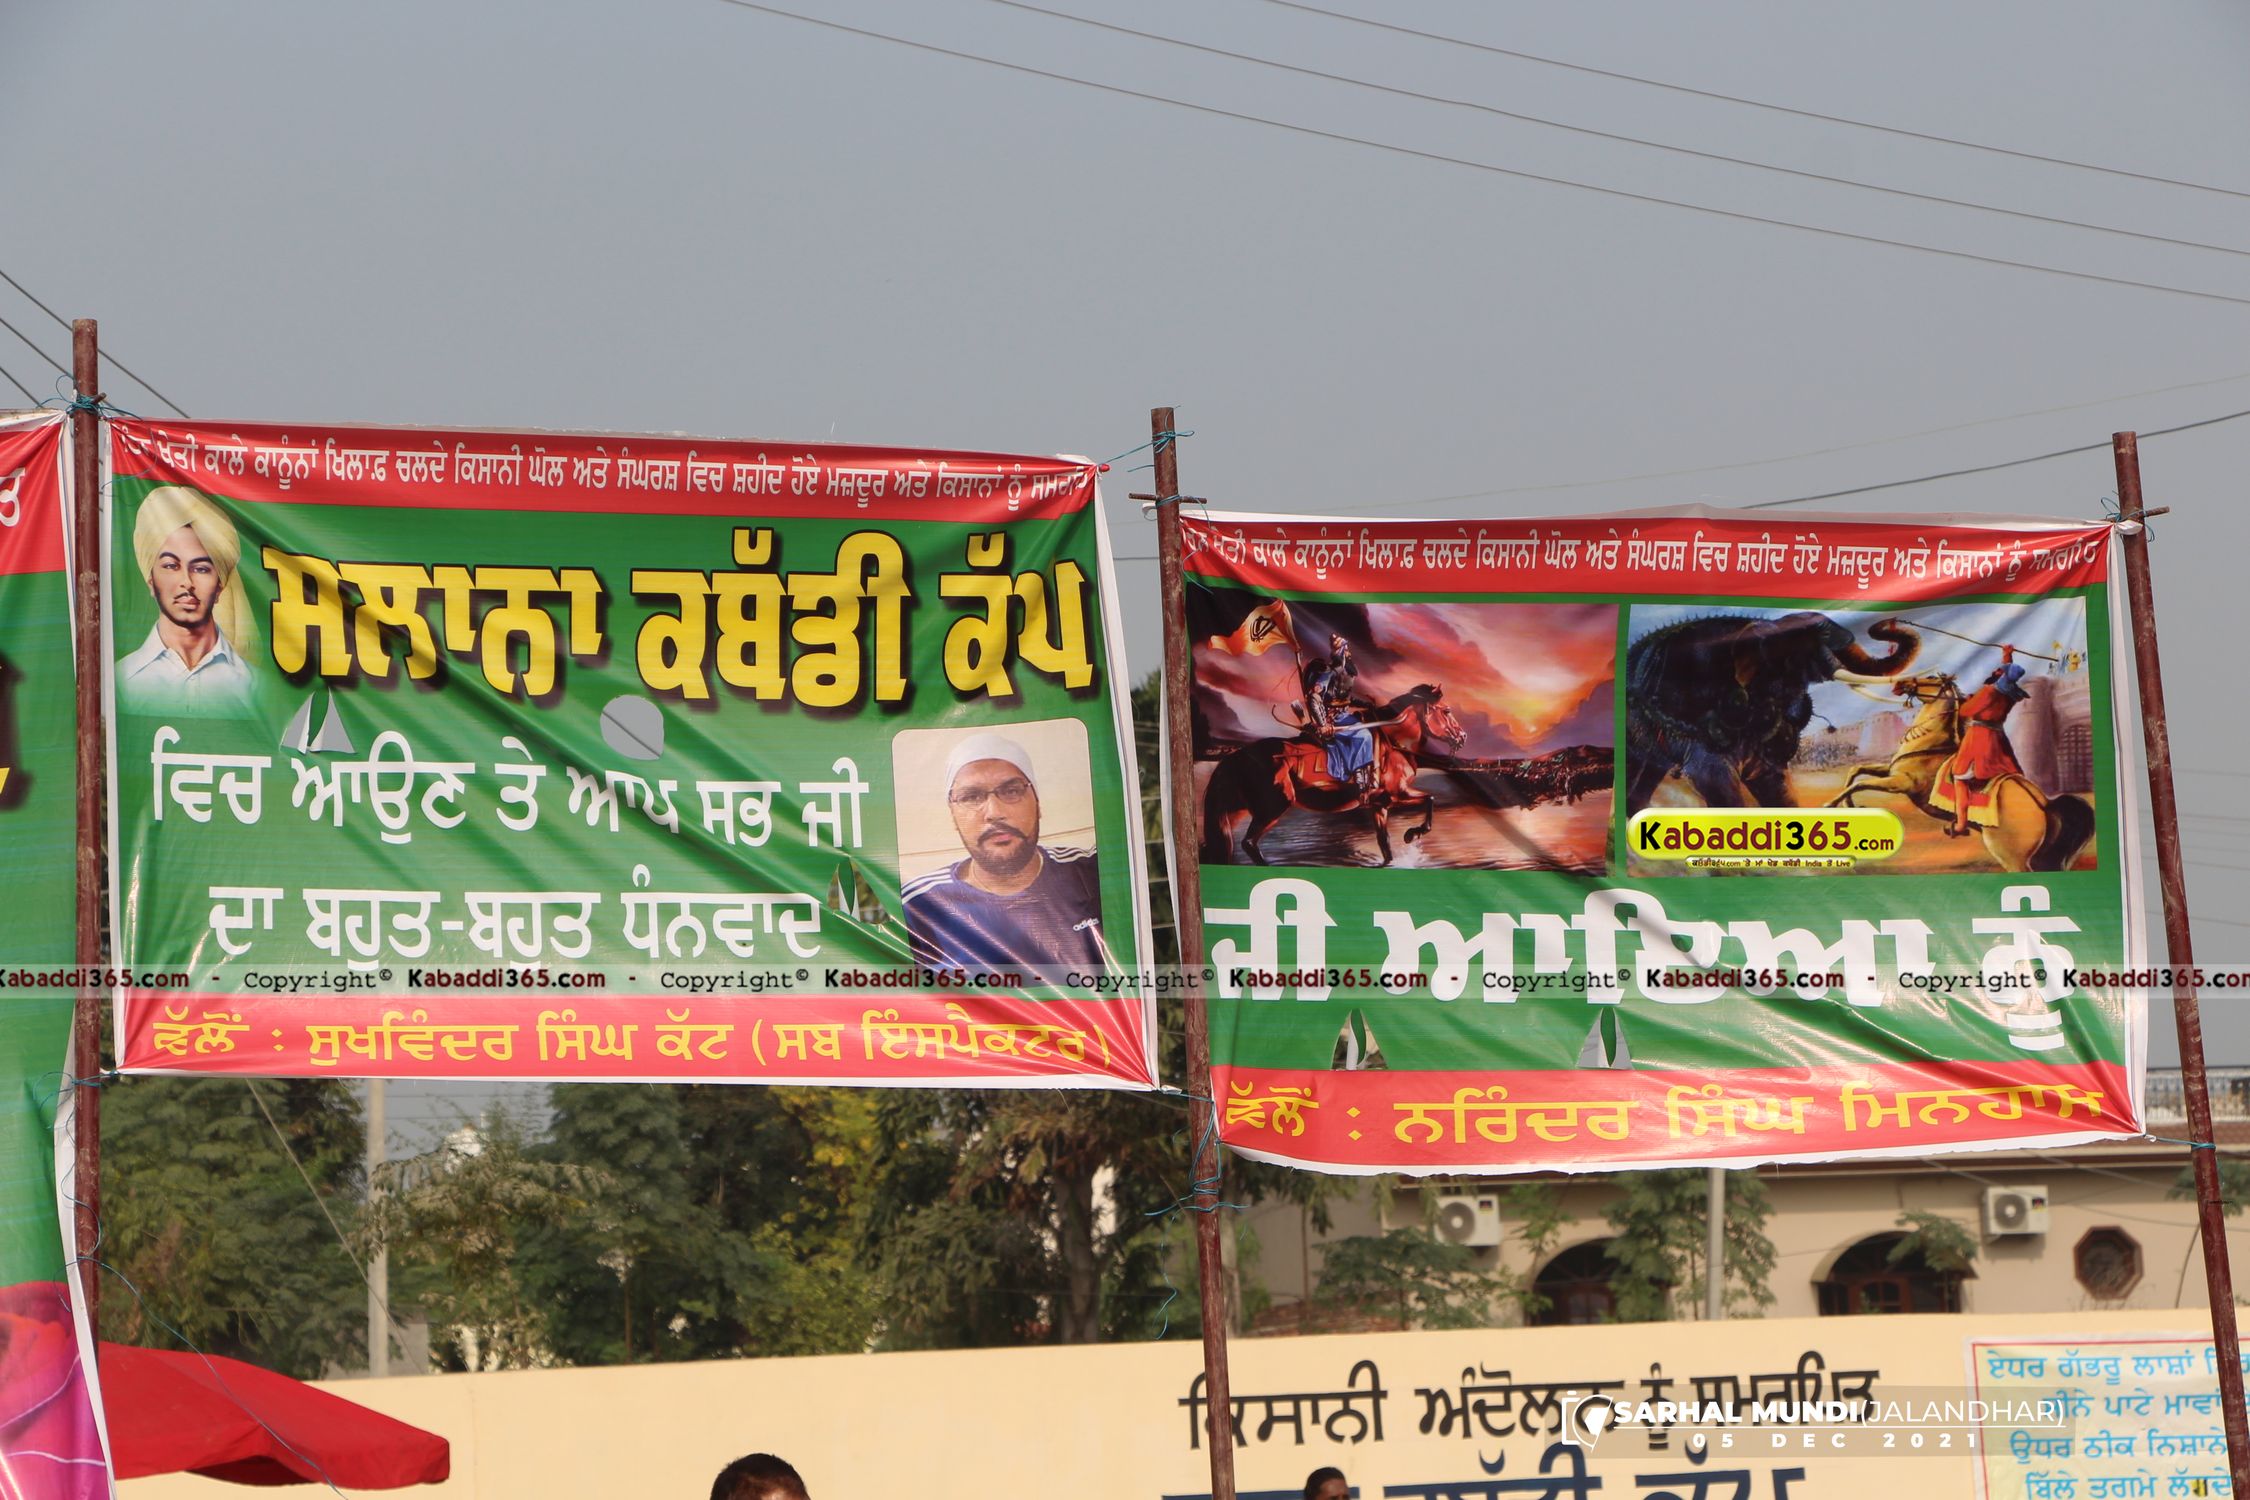 ਖੇਤੀ ਕਾਲੇ ਕਾਨੂੰਨਾਂ ਖਿਲਾਫ਼ ਚਲਦੇ ਕਿਸਾਨੀ ਘੋਲ ਅਤੇ ਸੰਘਰਸ਼ ਵਿਚ ਸ਼ਹੀਦ ਹੋਏ ਮਜ਼ਦੂਰ ਅਤੇ ਕਿਸਾਨਾਂ ਨੂੰ
ਸਲਾਨਾ ਕਬੱਡੀ ਕੱਪ
ਵਿਚ ਆਉਣ ਤੇ ਆਪ ਸਭ ਜੀ
ਦਾ ਬਹੁਤ-ਬਹੁਤ ਧੰਨਵਾਦ
adidas
ਵੱਲੋਂ : ਸੁਖਵਿੰਦਰ ਸਿੰਘ ਕੱਟ (ਸਬ ਇੰਸਪੈਕਟਰ)
ਖੇਤੀ ਕਾਲੇ ਕਾਨੂੰਨਾਂ ਖਿਲਾਫ਼ ਚਲਦੇ ਕਿਸਾਨੀ ਘੋਲ ਅਤੇ ਸੰਘਰਸ਼ ਵਿਚ ਸ਼ਹੀਦ ਹੋਏ ਮਜ਼ਦੂਰ ਅਤੇ ਕਿਸਾਨਾਂ ਨੂੰ ਸਮਰਪਿਤ
Kabaddi365.com
ਜੀ ਆਇਆ ਨੂੰ
ਵੱਲੋਂ : ਨਰਿੰਦਰ ਸਿੰਘ ਮਿਨਹਾਸ
Kabaddi365.com - Copyright© Kabaddi365.com - Copyright© Kabaddi365.com - Copyright© Kabaddi365.com - Copyright© Kabaddi365.com - Copyright© Kabaddi365.com
ਕਿਸਾਨੀ ਅੰਦੋਲਨ ਨੂੰ ਸਮਰਪਿਤ
ਕਬੱਡੀ ਕੱਪ
ਏਧਰ ਗੱਭਰੂ ਲਾਸ਼ਾਂ
ਪਾਟੇ ਮਾਵਾਂ
ਉਧਰ ਠੀਕ ਨਿਸ਼ਾਨੇ
ਬਿੱਲੇ ਤਗਮੇ
SARHAL MUNDI(JALANDHAR)
05 DEC 2021